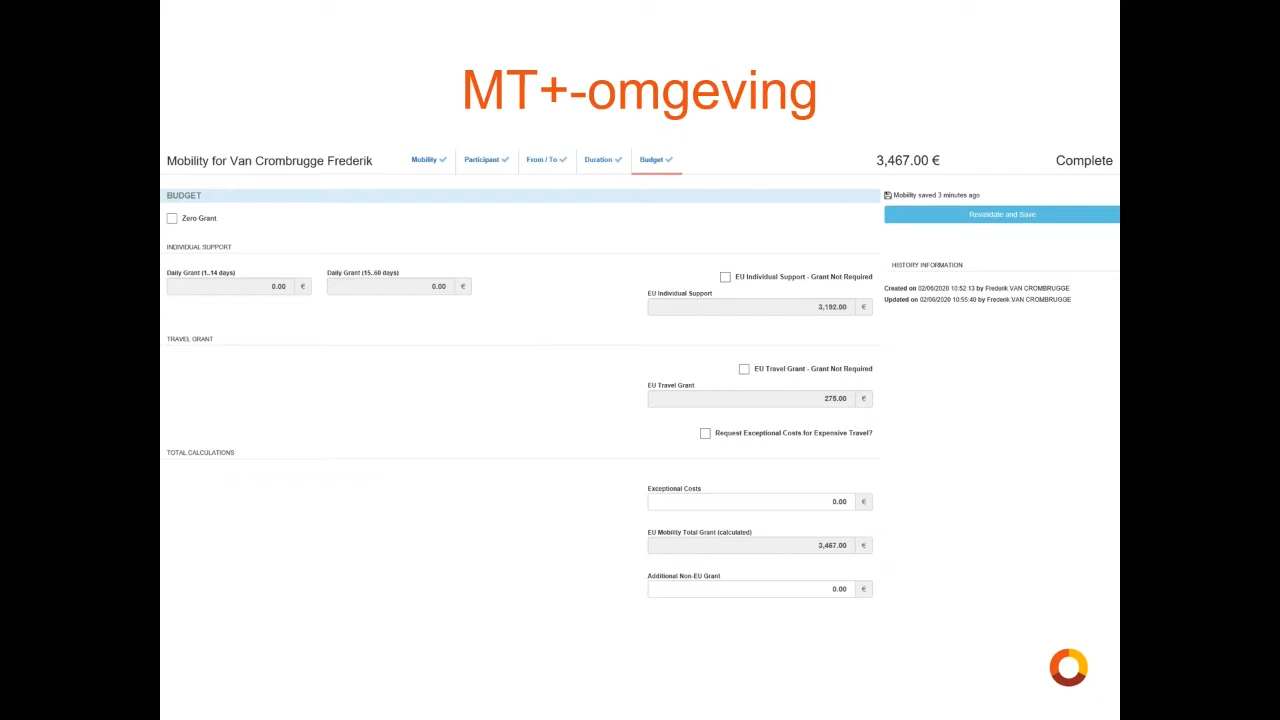 MT+-omgeving
Mobility for Van Crombrugge Frederik
Mobility
Participant
From / To
Duration
Budget
3,467.00 €
Complete
BUDGET
Mobility saved 3 minutes ago
Zero Grant
Revalidate and Save
INDIVIDUAL SUPPORT
HISTORY INFORMATION
Daily Grant (1..14 days)
0.00 €
Daily Grant (15..60 days)
0.00 €
EU Individual Support - Grant Not Required
EU Individual Support
3,192.00 €
Created on 02/06/2020 10:52:13 by Frederik VAN CROMBRUGGE
Updated on 02/06/2020 10:55:40 by Frederik VAN CROMBRUGGE
TRAVEL GRANT
EU Travel Grant - Grant Not Required
EU Travel Grant
275.00 €
Request Exceptional Costs for Expensive Travel?
TOTAL CALCULATIONS
Exceptional Costs
0.00 €
EU Mobility Total Grant (calculated)
3,467.00 €
Additional Non-EU Grant
0.00 €